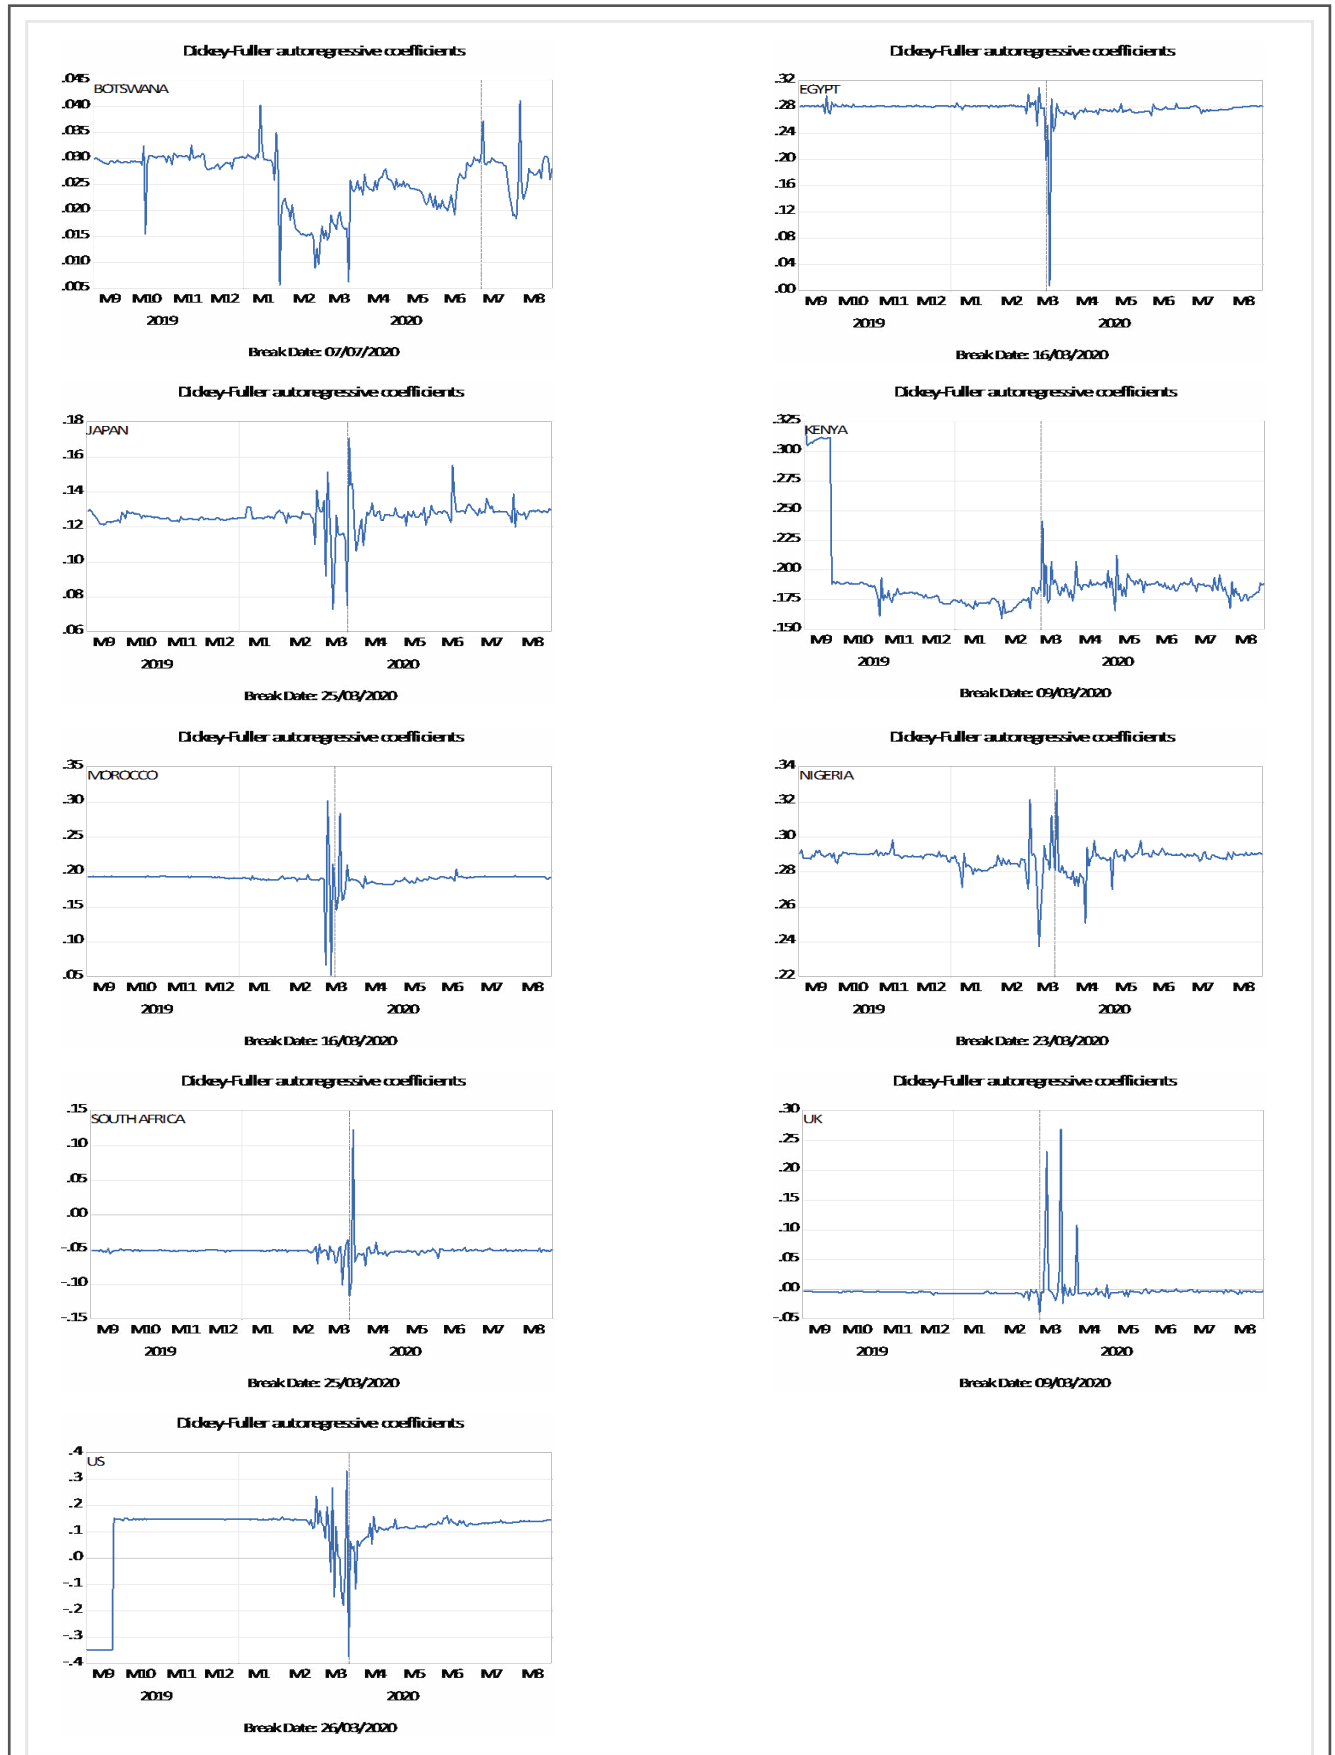 Dickey-Fuller autoregressive coefficients
BOTSWANA
.045
.040
.035
.030
.025
.020
.015
.010
.005
M9 M10 M11 M12 M1 M2 M3 M4 M5 M6 M7 M8
2019 2020
Break Date: 07/07/2020
Dickey-Fuller autoregressive coefficients
EGYPT
.32
.28
.24
.20
.16
.12
.08
.04
.00
M9 M10 M11 M12 M1 M2 M3 M4 M5 M6 M7 M8
2019 2020
Break Date: 16/03/2020
Dickey-Fuller autoregressive coefficients
JAPAN
.18
.16
.14
.12
.10
.08
.06
M9 M10 M11 M12 M1 M2 M3 M4 M5 M6 M7 M8
2019 2020
Break Date: 25/03/2020
Dickey-Fuller autoregressive coefficients
KENYA
.325
.300
.275
.250
.225
.200
.175
.150
M9 M10 M11 M12 M1 M2 M3 M4 M5 M6 M7 M8
2019 2020
Break Date: 09/03/2020
Dickey-Fuller autoregressive coefficients
MOROCCO
.35
.30
.25
.20
.15
.10
.05
M9 M10 M11 M12 M1 M2 M3 M4 M5 M6 M7 M8
2019 2020
Break Date: 16/03/2020
Dickey-Fuller autoregressive coefficients
NIGERIA
.34
.32
.30
.28
.26
.24
.22
M9 M10 M11 M12 M1 M2 M3 M4 M5 M6 M7 M8
2019 2020
Break Date: 23/03/2020
Dickey-Fuller autoregressive coefficients
SOUTH AFRICA
.15
.10
.05
.00
-.05
-.10
-.15
M9 M10 M11 M12 M1 M2 M3 M4 M5 M6 M7 M8
2019 2020
Break Date: 25/03/2020
Dickey-Fuller autoregressive coefficients
UK
.30
.25
.20
.15
.10
.05
.00
-.05
M9 M10 M11 M12 M1 M2 M3 M4 M5 M6 M7 M8
2019 2020
Break Date: 09/03/2020
Dickey-Fuller autoregressive coefficients
US
.4
.3
.2
.1
.0
-.1
-.2
-.3
-.4
M9 M10 M11 M12 M1 M2 M3 M4 M5 M6 M7 M8
2019 2020
Break Date: 26/03/2020